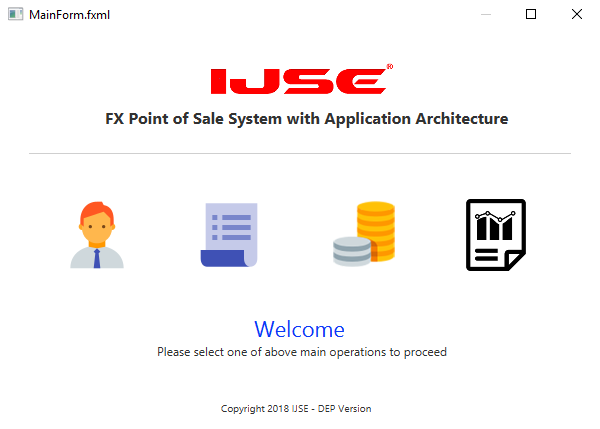 MainForm.fxml
IJSE®
FX Point of Sale System with Application Architecture
Welcome
Please select one of above main operations to proceed
Copyright 2018 IJSE - DEP Version